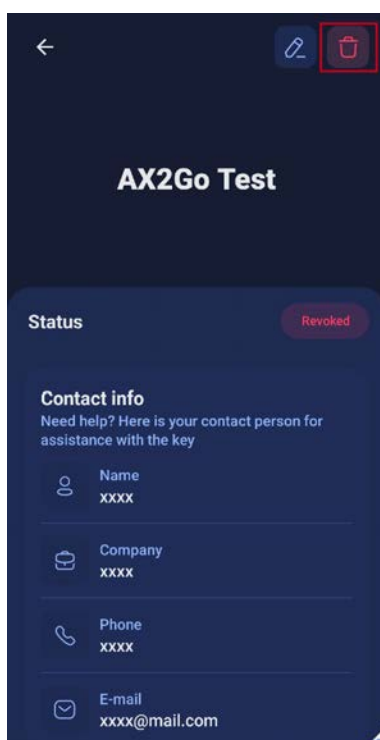 AX2Go Test
Status
Revoked
Contact info
Need help? Here is your contact person for
assistance with the key
Name
xxxx
Company
xxxx
Phone
xxxx
E-mail
xxxx@mail.com